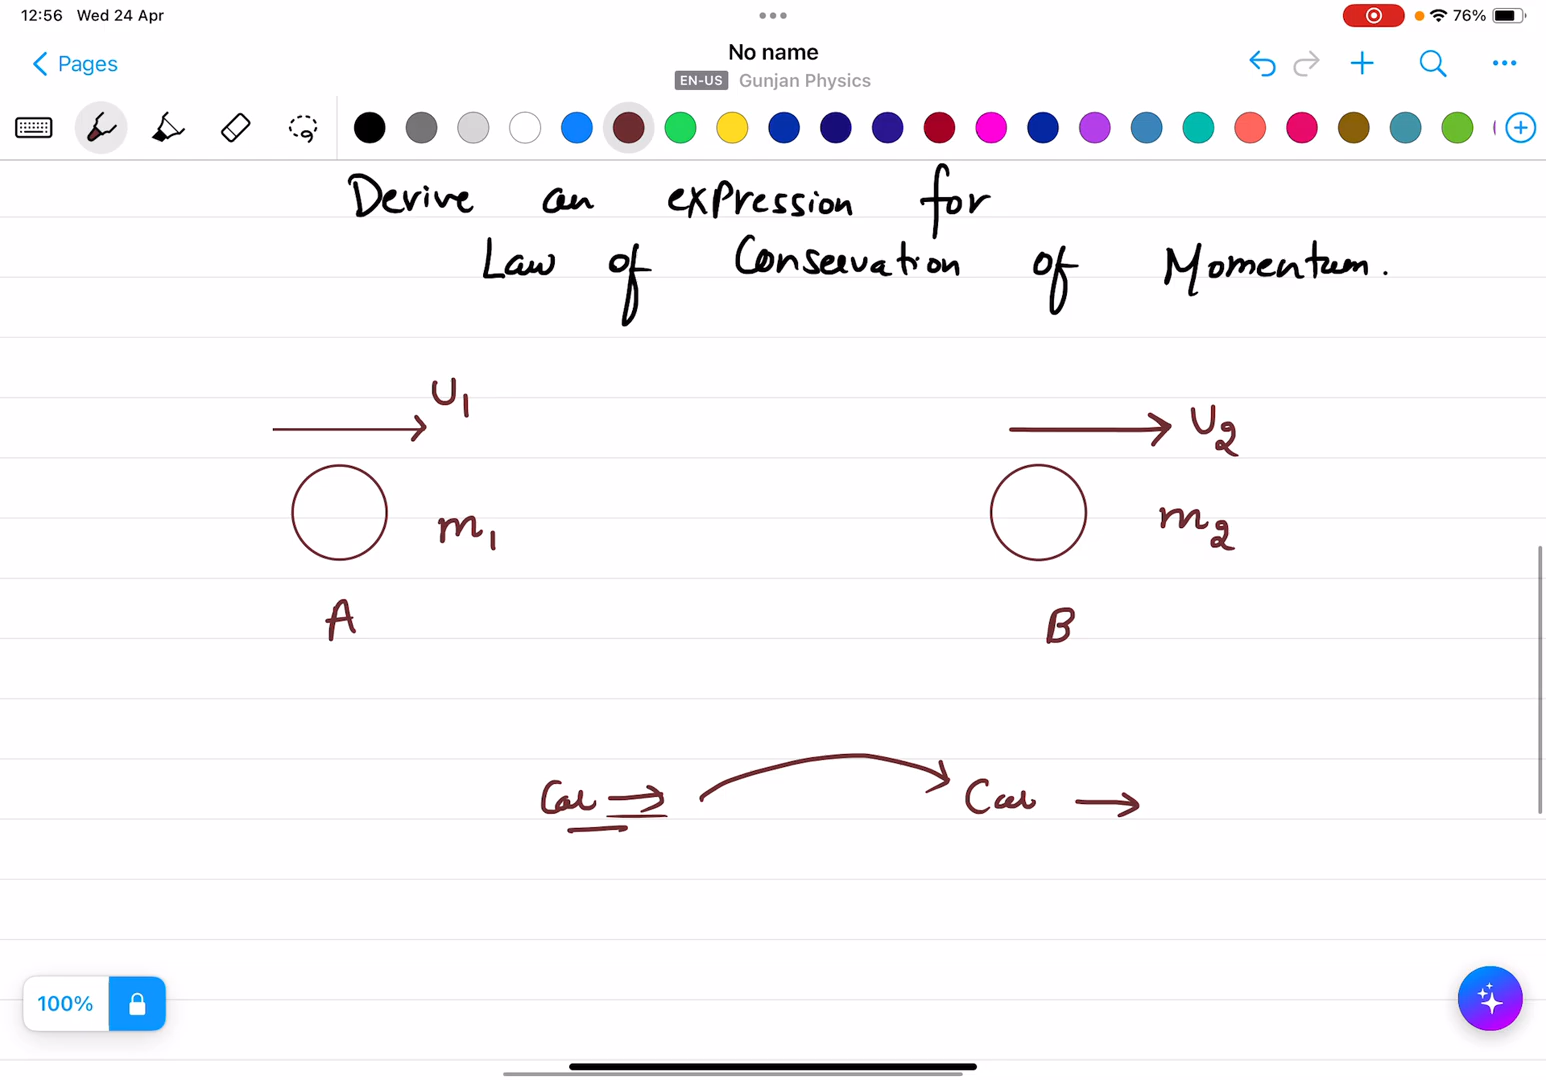 12:56 Wed 24 Apr
76%
Pages
No name
EN-US Gunjan Physics
Derive an expression for
Law of Conservation of Momentum.
U1
U2
m1
m2
A
B
Car
Car
100%